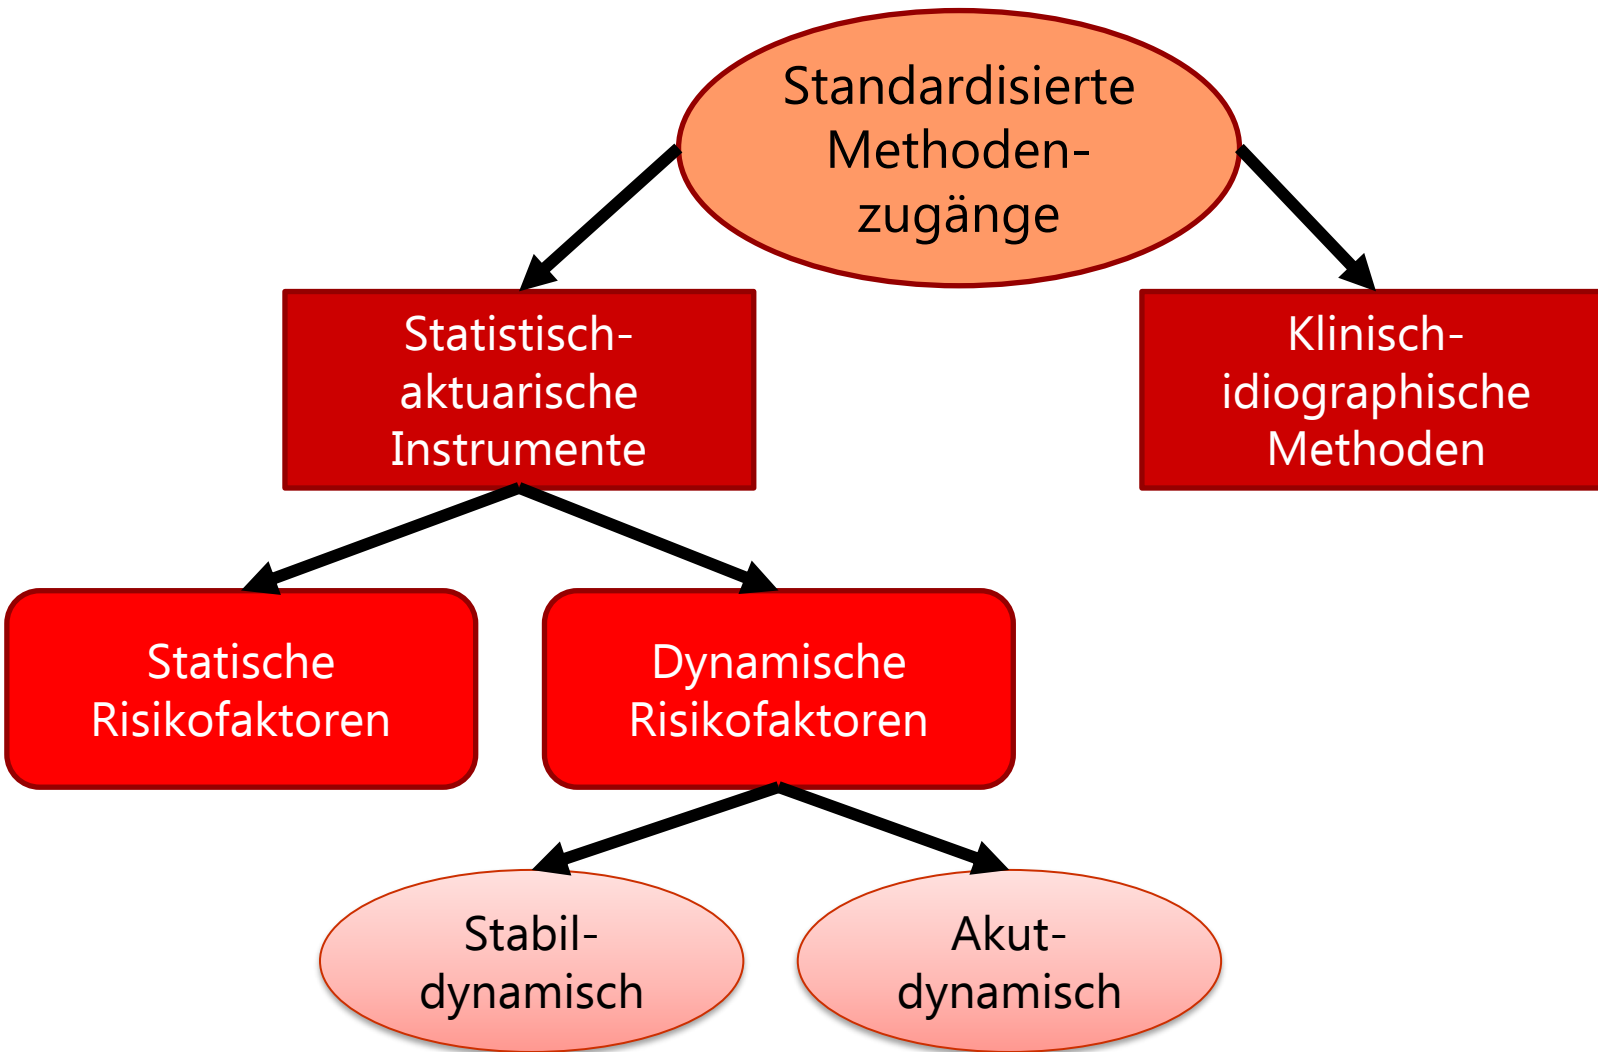 Standardisierte
Methoden-
zugänge
Statistisch-
aktuarische
Instrumente
Klinisch-
idiographische
Methoden
Statische
Risikofaktoren
Dynamische
Risikofaktoren
Stabil-
dynamisch
Akut-
dynamisch